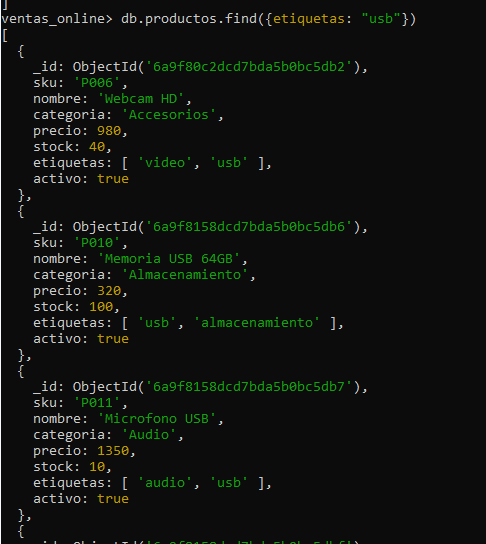 ]
ventas_online> db.productos.find({etiquetas: "usb"})
[
  {
    _id: ObjectId('6a9f80c2dcd7bda5b0bc5db2'),
    sku: 'P006',
    nombre: 'Webcam HD',
    categoria: 'Accesorios',
    precio: 980,
    stock: 40,
    etiquetas: [ 'video', 'usb' ],
    activo: true
  },
  {
    _id: ObjectId('6a9f8158dcd7bda5b0bc5db6'),
    sku: 'P010',
    nombre: 'Memoria USB 64GB',
    categoria: 'Almacenamiento',
    precio: 320,
    stock: 100,
    etiquetas: [ 'usb', 'almacenamiento' ],
    activo: true
  },
  {
    _id: ObjectId('6a9f8158dcd7bda5b0bc5db7'),
    sku: 'P011',
    nombre: 'Microfono USB',
    categoria: 'Audio',
    precio: 1350,
    stock: 10,
    etiquetas: [ 'audio', 'usb' ],
    activo: true
  },
  {